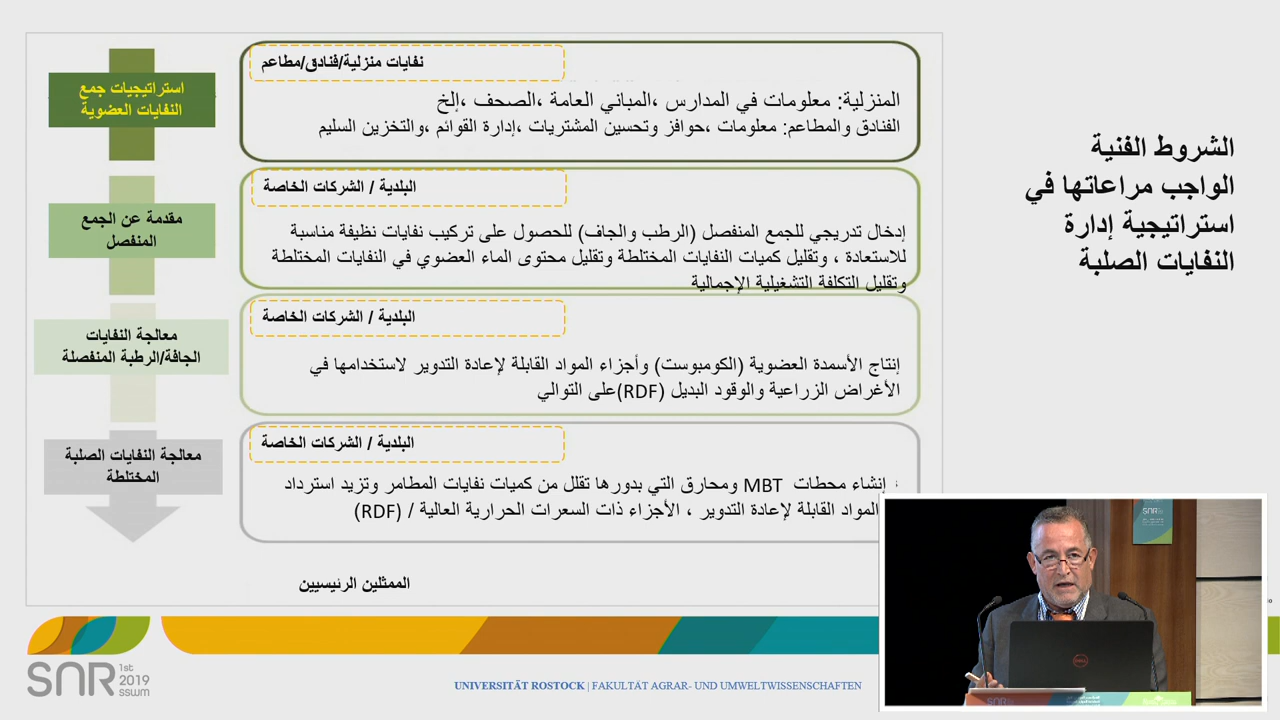 الشروط الفنية
الواجب مراعاتها في
استراتيجية إدارة
النفايات الصلبة
استراتيجيات جمع
النفايات العضوية
نفايات منزلية/فنادق/مطاعم
المنزلية: معلومات في المدارس ،المباني العامة ،الصحف ،إلخ
الفنادق والمطاعم: معلومات ،حوافز وتحسين المشتريات ،إدارة القوائم ،والتخزين السليم
مقدمة عن الجمع
المنفصل
البلدية / الشركات الخاصة
إدخال تدريجي للجمع المنفصل (الرطب والجاف) للحصول على تركيب نفايات نظيفة مناسبة
للاستعادة ، وتقليل كميات النفايات المختلطة وتقليل محتوى الماء العضوي في النفايات المختلطة
وتقليل التكلفة التشغيلية الإجمالية
معالجة النفايات
الجافة/الرطبة المنفصلة
البلدية / الشركات الخاصة
إنتاج الأسمدة العضوية (الكومبوست) وأجزاء المواد القابلة لإعادة التدوير لاستخدامها في
الأغراض الزراعية والوقود البديل (RDF)على التوالي
معالجة النفايات الصلبة
المختلطة
البلدية / الشركات الخاصة
إنشاء محطات MBT ومحارق التي بدورها تقلل من كميات نفايات المطامر وتزيد استرداد
المواد القابلة لإعادة التدوير ، الأجزاء ذات السعرات الحرارية العالية / (RDF)
الممثلين الرئيسيين
SNR 1st
2019
sswm
UNIVERSITÄT ROSTOCK | FAKULTÄT AGRAR- UND UMWELTWISSENSCHAFTEN
SNR
DELL